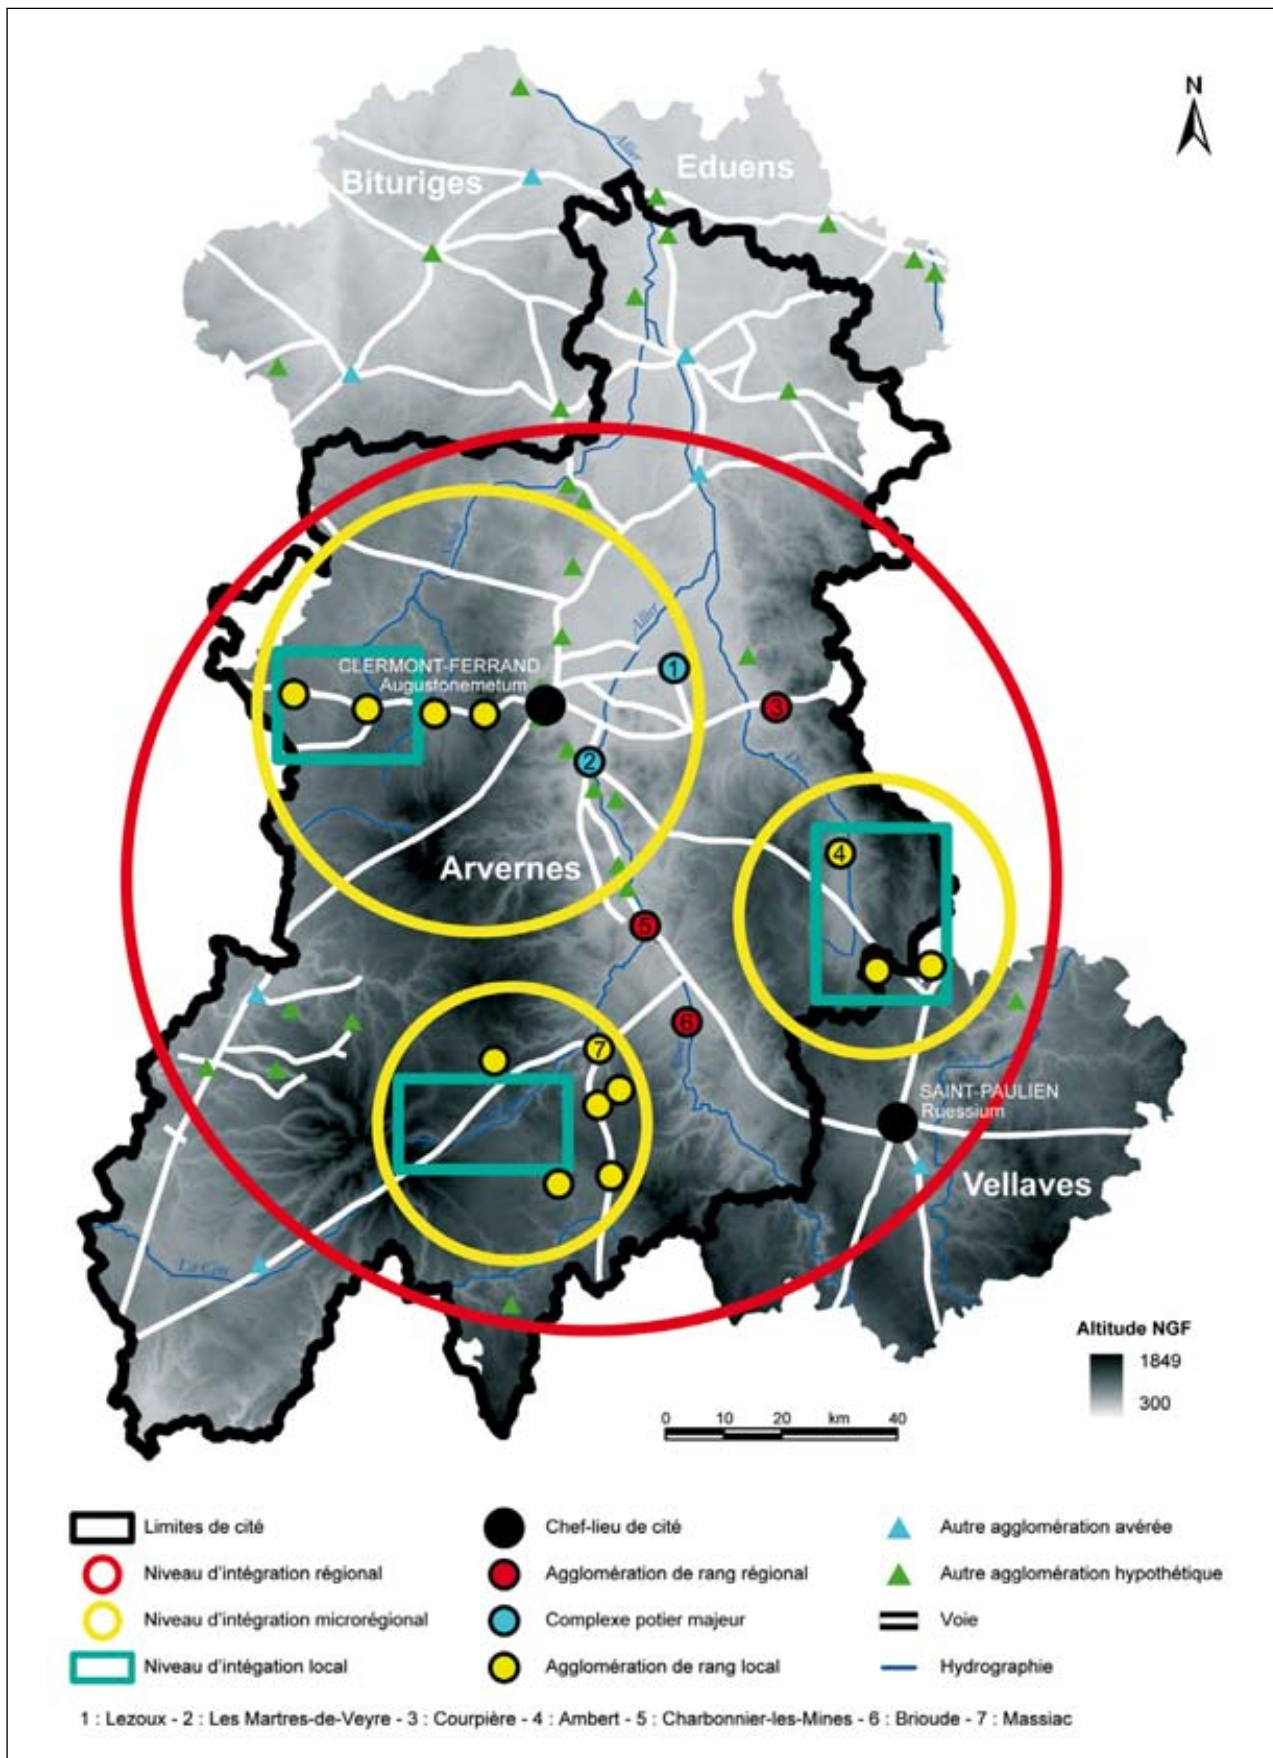 N
Allier
Eduens
Bituriges
Allier
CLERMONT-FERRAND
Augustonemetum
1
3
2
Dore
4
Arvernes
5
6
7
SAINT-PAULIEN
Ruessium
Vellaves
Altitude NGF
1849
300
0 10 20 km 40
Limites de cité
Niveau d'intégration régional
Niveau d'intégration microrégional
Niveau d'intégation local
Chef-lieu de cité
Agglomération de rang régional
Complexe potier majeur
Agglomération de rang local
Autre agglomération avérée
Autre agglomération hypothétique
Voie
Hydrographie
1 : Lezoux - 2 : Les Martres-de-Veyre - 3 : Courpière - 4 : Ambert - 5 : Charbonnier-les-Mines - 6 : Brioude - 7 : Massiac